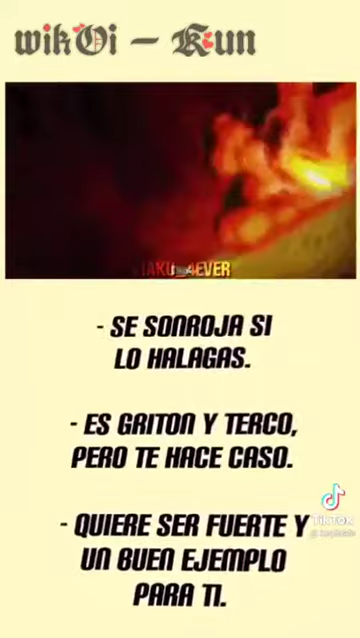 wikOi – Kun
- SE SONROJA SI
LO HALAGAS.
- ES GRITON Y TERCO,
PERO TE HACE CASO.
- QUIERE SER FUERTE Y
UN BUEN EJEMPLO
PARA TI.
TikTok